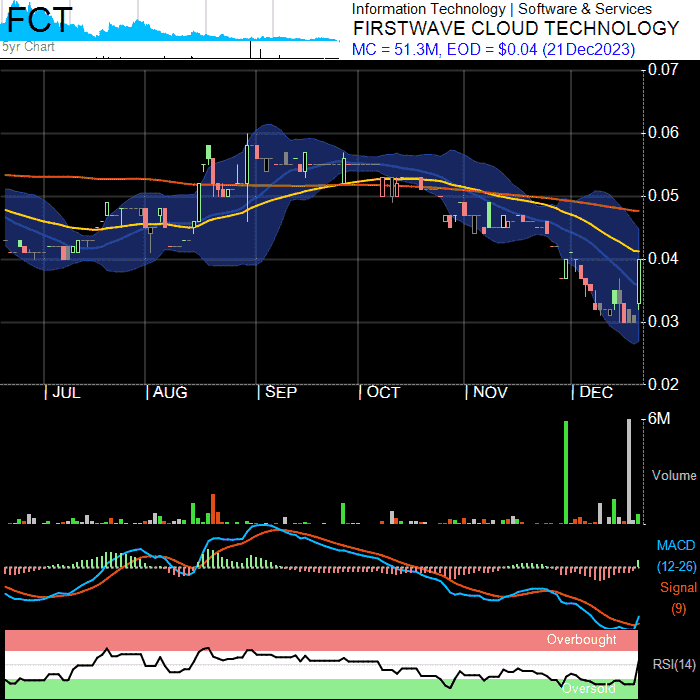 FCT
5yr Chart
Information Technology | Software & Services
FIRSTWAVE CLOUD TECHNOLOGY
MC = 51.3M, EOD = $0.04 (21Dec2023)
0.07
0.06
0.05
0.04
0.03
0.02
| JUL | AUG | SEP | OCT | NOV | DEC
6M
Volume
MACD
(12-26)
Signal
(9)
Overbought
RSI(14)
Oversold